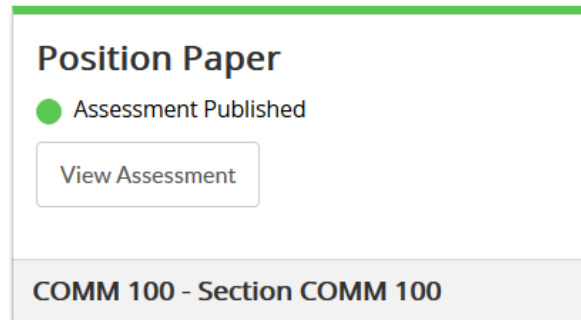 Position Paper
Assessment Published
View Assessment
COMM 100 - Section COMM 100